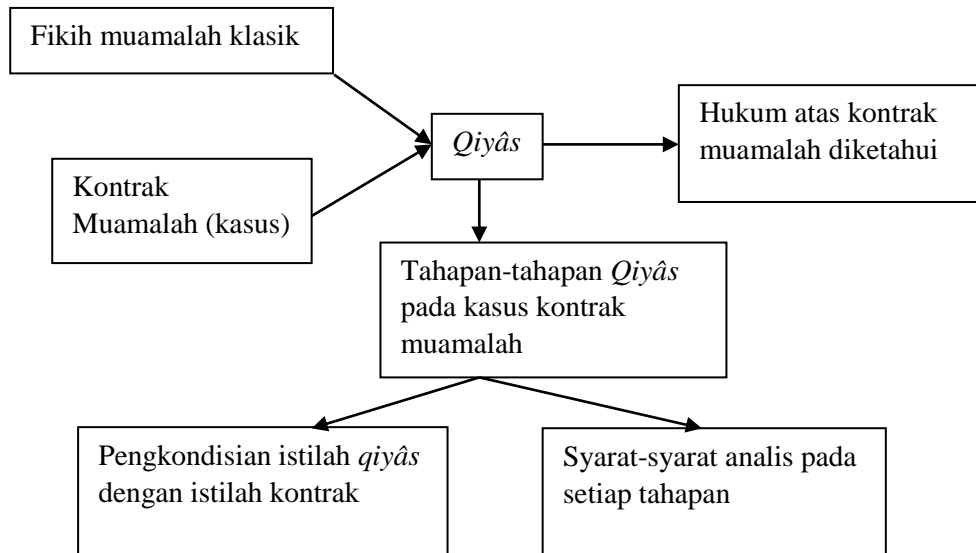 Fikih muamalah klasik
Kontrak
Muamalah (kasus)
Qiyâs
Hukum atas kontrak
muamalah diketahui
Tahapan-tahapan Qiyâs
pada kasus kontrak
muamalah
Pengkondisian istilah qiyâs
dengan istilah kontrak
Syarat-syarat analis pada
setiap tahapan